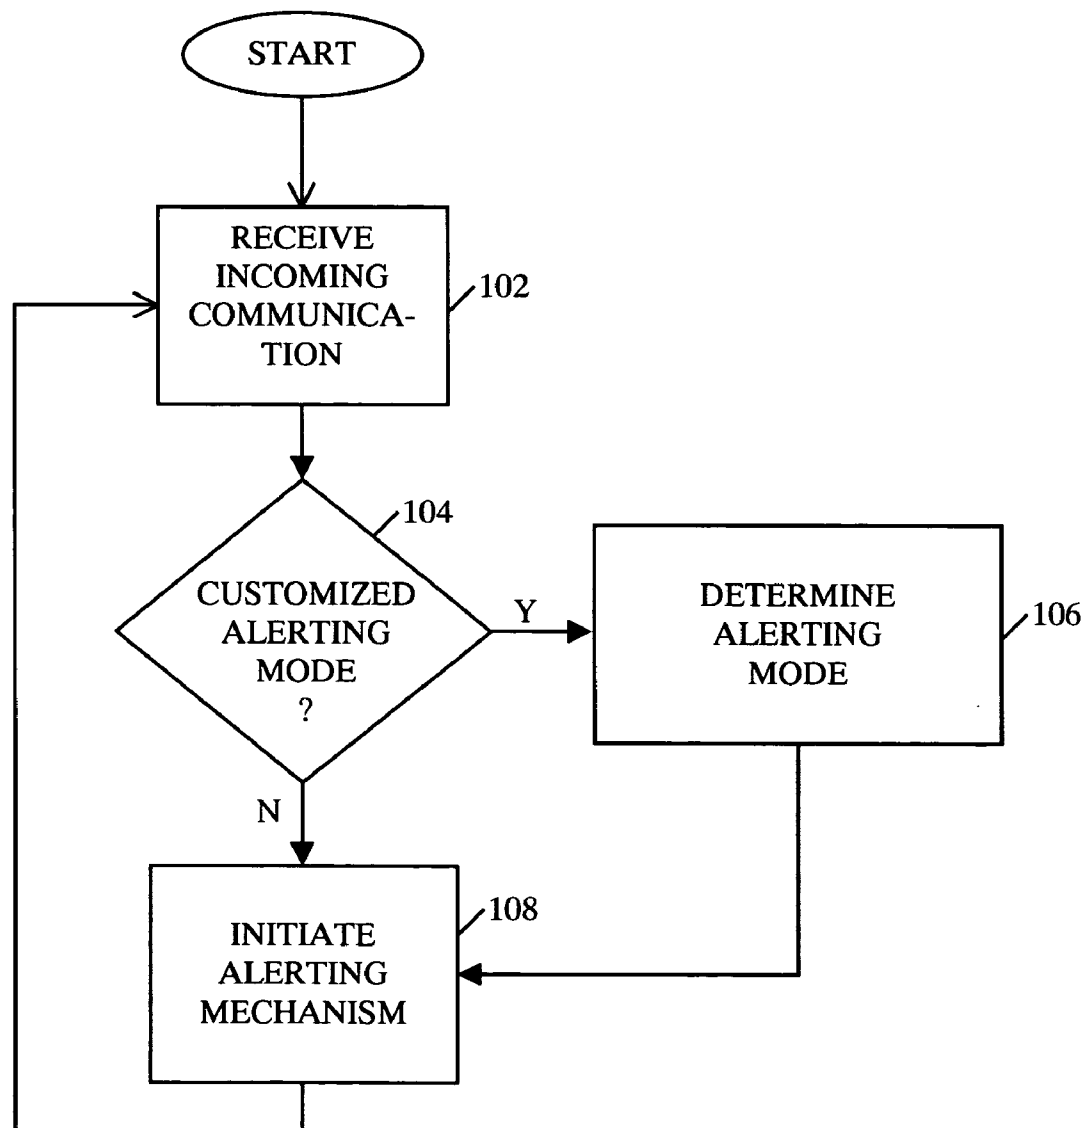 START
RECEIVE
INCOMING
COMMUNICA-
TION
102
104
CUSTOMIZED
ALERTING
MODE
?
Y
DETERMINE
ALERTING
MODE
106
N
INITIATE
ALERTING
MECHANISM
108